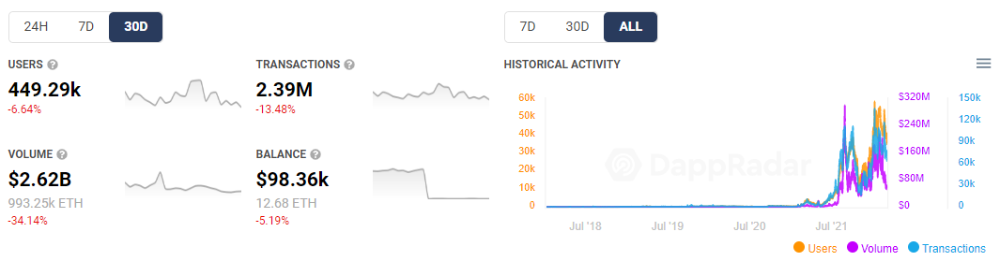 24H 7D 30D
7D 30D ALL
USERS ?
449.29k
-6.64%
TRANSACTIONS ?
2.39M
-13.48%
VOLUME ?
$2.62B
993.25k ETH
-34.14%
BALANCE ?
$98.36k
12.68 ETH
-5.19%
HISTORICAL ACTIVITY
60k
50k
40k
30k
20k
10k
0
DappRadar
$320M
$240M
$160M
$80M
$0
150k
120k
90k
60k
30k
0
Jul '18 Jul '19 Jul '20 Jul '21
Users Volume Transactions